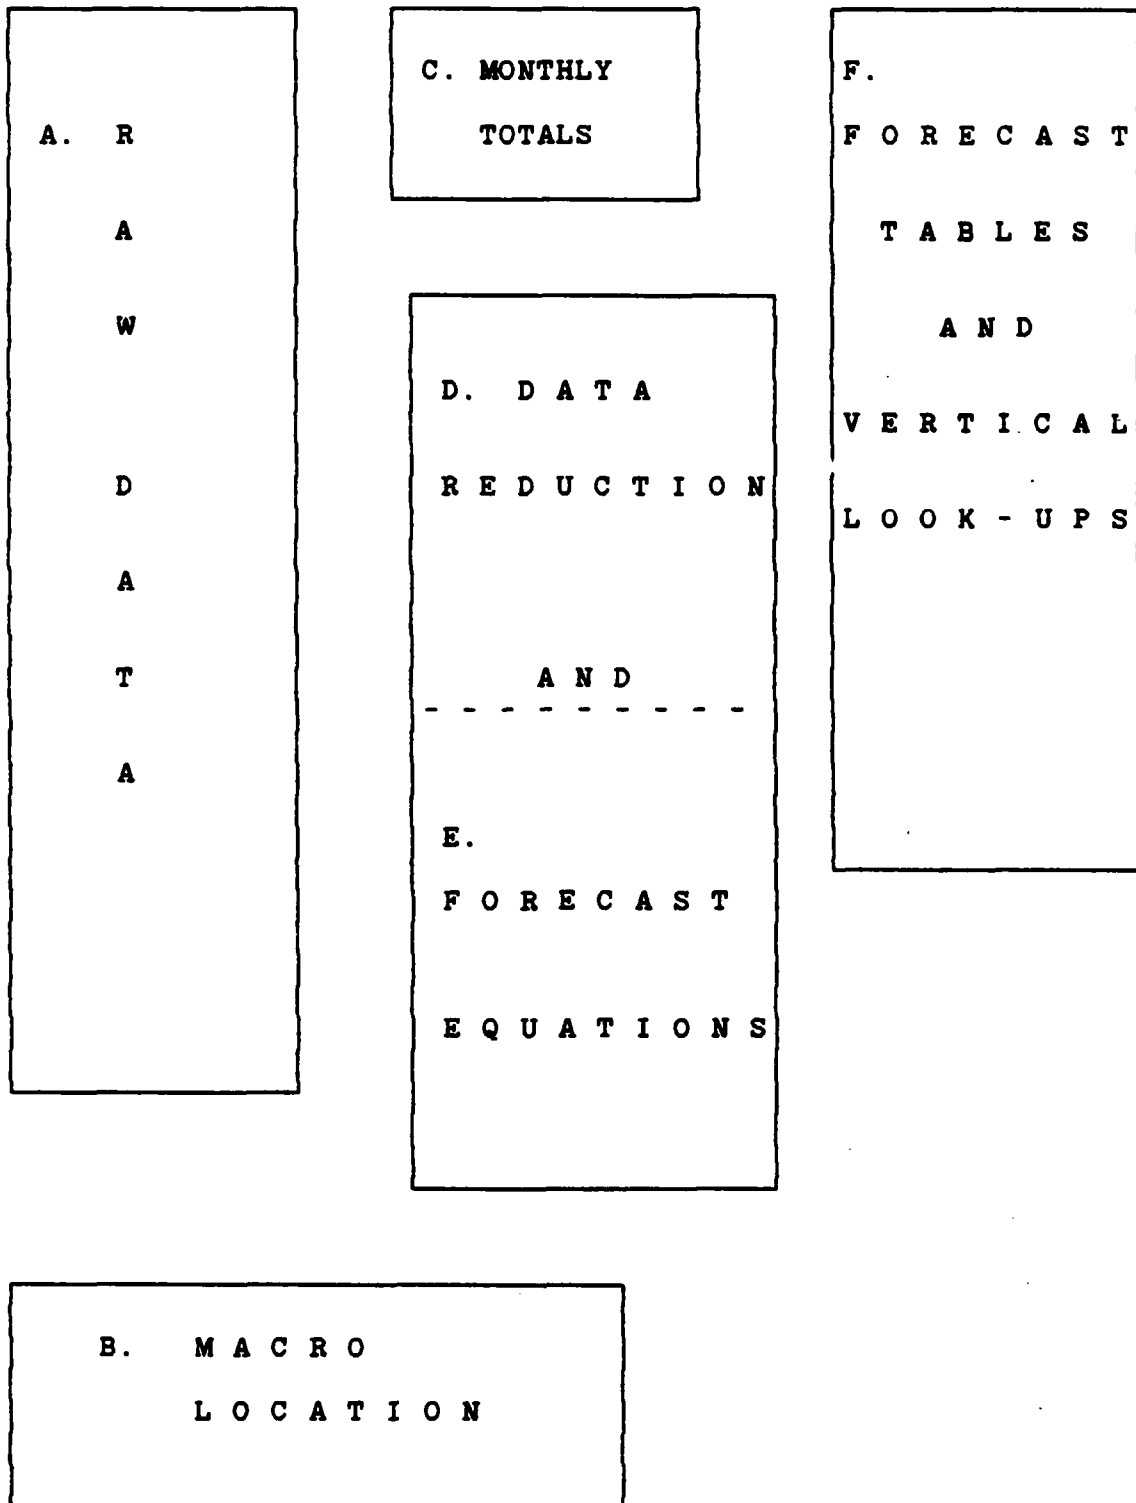 A. R
A
W
D
A
T
A
C. MONTHLY
TOTALS
D. D A T A
R E D U C T I O N
A N D
- - - - - - - - -
E.
F O R E C A S T
E Q U A T I O N S
F.
F O R E C A S T
T A B L E S
A N D
V E R T I C A L
L O O K - U P S
B. M A C R O
L O C A T I O N